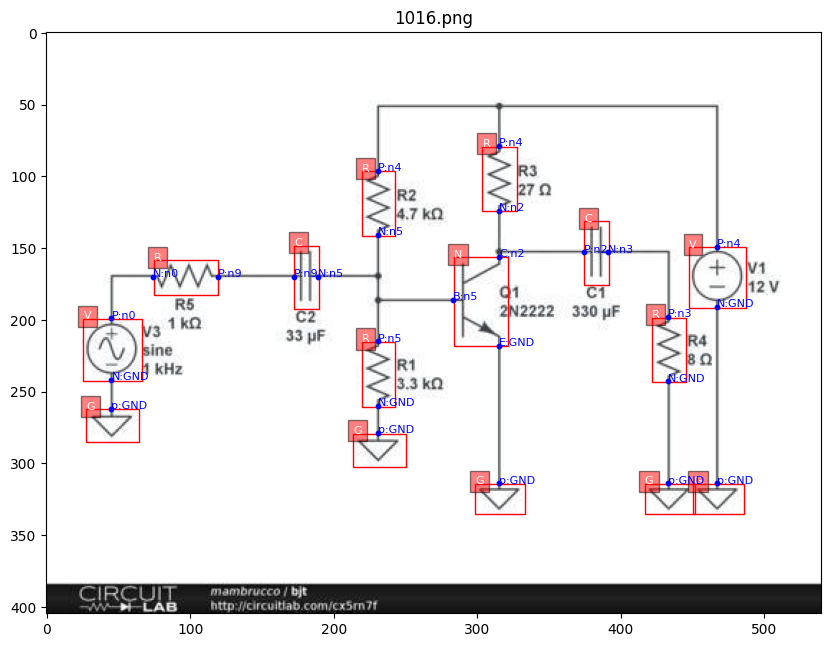 1016.png
0
50
100
150
200
250
300
350
400
0
100
200
300
400
500
R
P:n4
R3
27 Ω
N:n2
R
P:n4
R2
4.7 kΩ
N:n5
C
P:n2
N:n3
C1
330 µF
V
P:n4
V1
12 V
N:GND
R
N:n0
P:n9
R5
1 kΩ
C
P:n9
N:n5
C2
33 µF
N
C:n2
B:n5
Q1
2N2222
E:GND
V
P:n0
V3
sine
1 kHz
N:GND
R
P:n5
R1
3.3 kΩ
N:GND
R
P:n3
R4
8 Ω
N:GND
G
p:GND
G
p:GND
G
p:GND
G
p:GND
p:GND
CIRCUIT
LAB
mambrucco / bjt
http://circuitlab.com/cx5rn7f